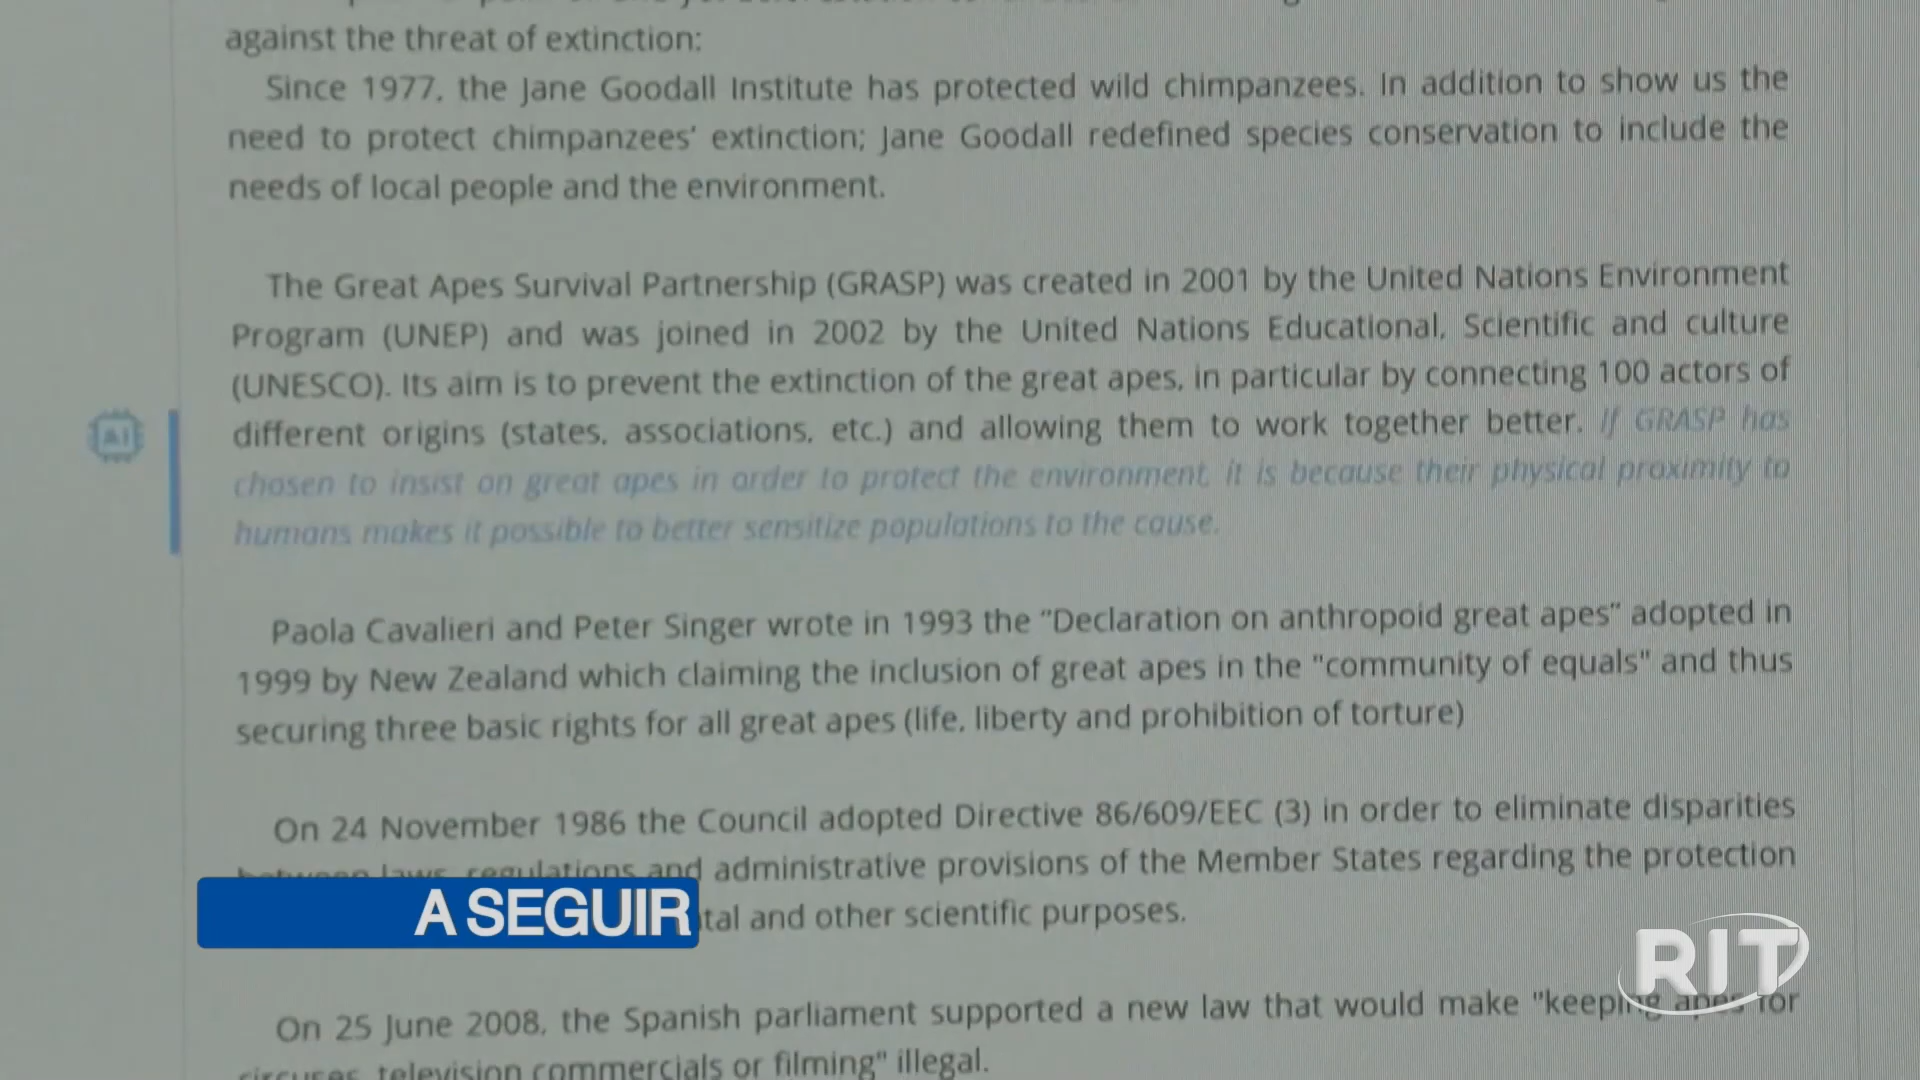 against the threat of extinction:
Since 1977, the Jane Goodall Institute has protected wild chimpanzees. In addition to show us the
need to protect chimpanzees' extinction; Jane Goodall redefined species conservation to include the
needs of local people and the environment.
The Great Apes Survival Partnership (GRASP) was created in 2001 by the United Nations Environment
Program (UNEP) and was joined in 2002 by the United Nations Educational, Scientific and culture
(UNESCO). Its aim is to prevent the extinction of the great apes, in particular by connecting 100 actors of
different origins (states, associations, etc.) and allowing them to work together better. If GRASP has
AI
chosen to insist on great apes in order to protect the environment, it is because their physical proximity to
humans makes it possible to better sensitize populations to the cause.
Paola Cavalieri and Peter Singer wrote in 1993 the "Declaration on anthropoid great apes" adopted in
1999 by New Zealand which claiming the inclusion of great apes in the "community of equals" and thus
securing three basic rights for all great apes (life, liberty and prohibition of torture)
On 24 November 1986 the Council adopted Directive 86/609/EEC (3) in order to eliminate disparities
between laws, regulations and administrative provisions of the Member States regarding the protection
tal and other scientific purposes.
A SEGUIR
RIT
On 25 June 2008, the Spanish parliament supported a new law that would make "keeping apes for
circuses, television commercials or filming" illegal.